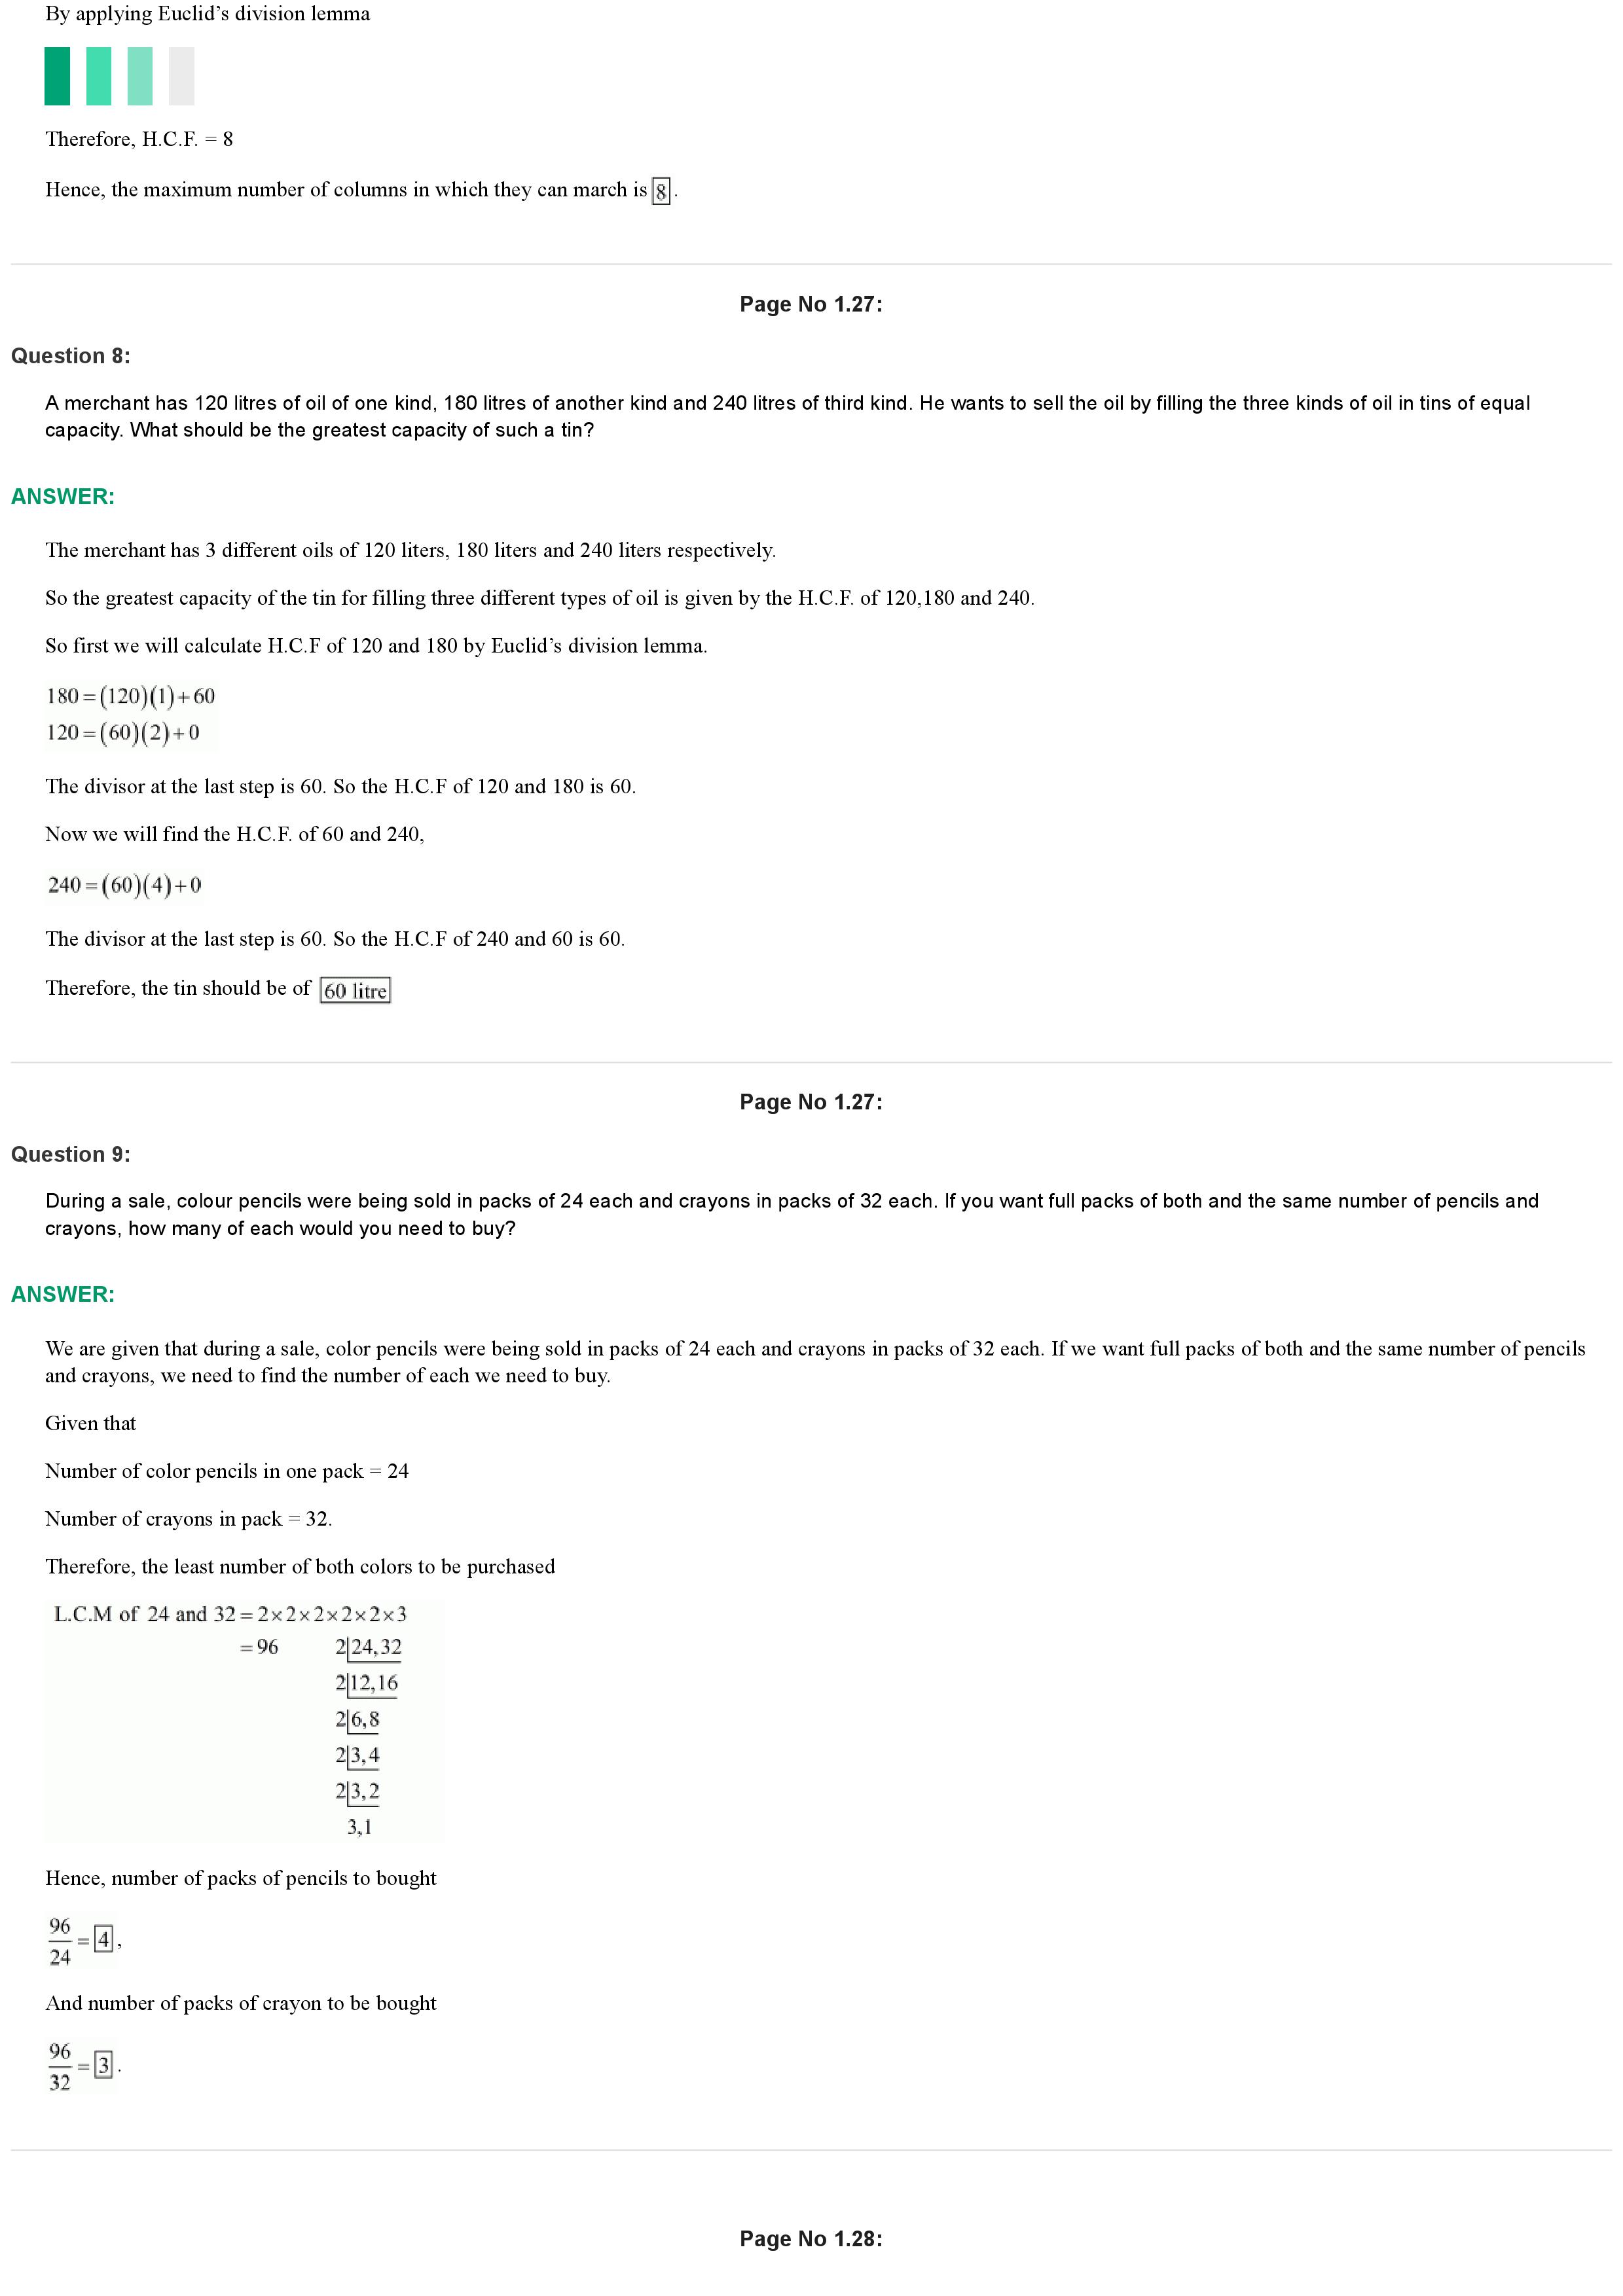 By applying Euclid’s division lemma
Therefore, H.C.F. = 8
Hence, the maximum number of columns in which they can march is 8.
Page No 1.27:
Question 8:
A merchant has 120 litres of oil of one kind, 180 litres of another kind and 240 litres of third kind. He wants to sell the oil by filling the three kinds of oil in tins of equal
capacity. What should be the greatest capacity of such a tin?
ANSWER:
The merchant has 3 different oils of 120 liters, 180 liters and 240 liters respectively.
So the greatest capacity of the tin for filling three different types of oil is given by the H.C.F. of 120,180 and 240.
So first we will calculate H.C.F of 120 and 180 by Euclid’s division lemma.
180=(120)(1)+60
120=(60)(2)+0
The divisor at the last step is 60. So the H.C.F of 120 and 180 is 60.
Now we will find the H.C.F. of 60 and 240,
240=(60)(4)+0
The divisor at the last step is 60. So the H.C.F of 240 and 60 is 60.
Therefore, the tin should be of 60 litre
Page No 1.27:
Question 9:
During a sale, colour pencils were being sold in packs of 24 each and crayons in packs of 32 each. If you want full packs of both and the same number of pencils and
crayons, how many of each would you need to buy?
ANSWER:
We are given that during a sale, color pencils were being sold in packs of 24 each and crayons in packs of 32 each. If we want full packs of both and the same number of pencils
and crayons, we need to find the number of each we need to buy.
Given that
Number of color pencils in one pack = 24
Number of crayons in pack = 32.
Therefore, the least number of both colors to be purchased
L.C.M of 24 and 32=2×2×2×2×2×3
=96 2|24,32
2|12,16
2|6,8
2|3,4
2|3,2
3,1
Hence, number of packs of pencils to bought
96/24 = 4,
And number of packs of crayon to be bought
96/32 = 3.
Page No 1.28: